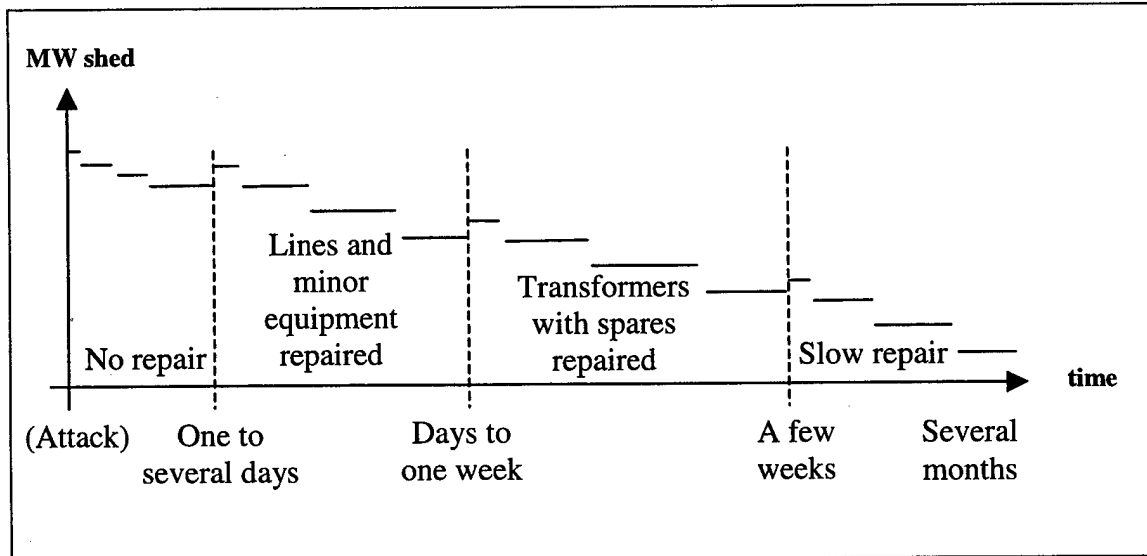 MW shed
Lines and
minor
equipment
repaired
Transformers
with spares
repaired
No repair
Slow repair
time
(Attack)
One to
several days
Days to
one week
A few
weeks
Several
months